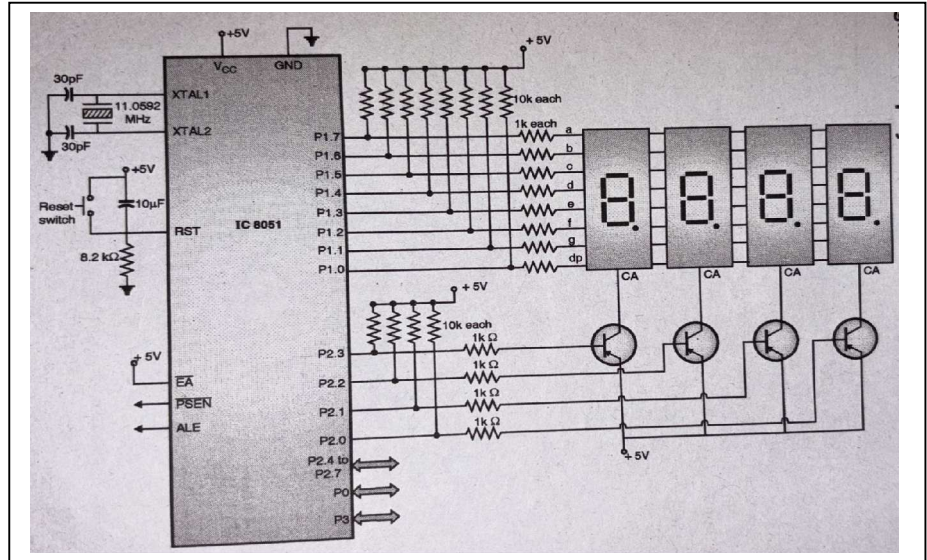 +5V
VCC
GND
+ 5V
30pF
XTAL1
11.0592
MHz
XTAL2
30pF
10k each
1k each
P1.7
a
P1.6
b
P1.5
c
P1.4
d
P1.3
e
P1.2
f
P1.1
g
P1.0
dp
+5V
Reset
switch
10µF
RST
IC 8051
8.2 kΩ
CA
CA
CA
CA
+ 5V
10k each
P2.3
1k Ω
P2.2
1k Ω
P2.1
1k Ω
P2.0
1k Ω
+ 5V
EA
PSEN
ALE
P2.4 to
P2.7
P0
P3
+ 5V